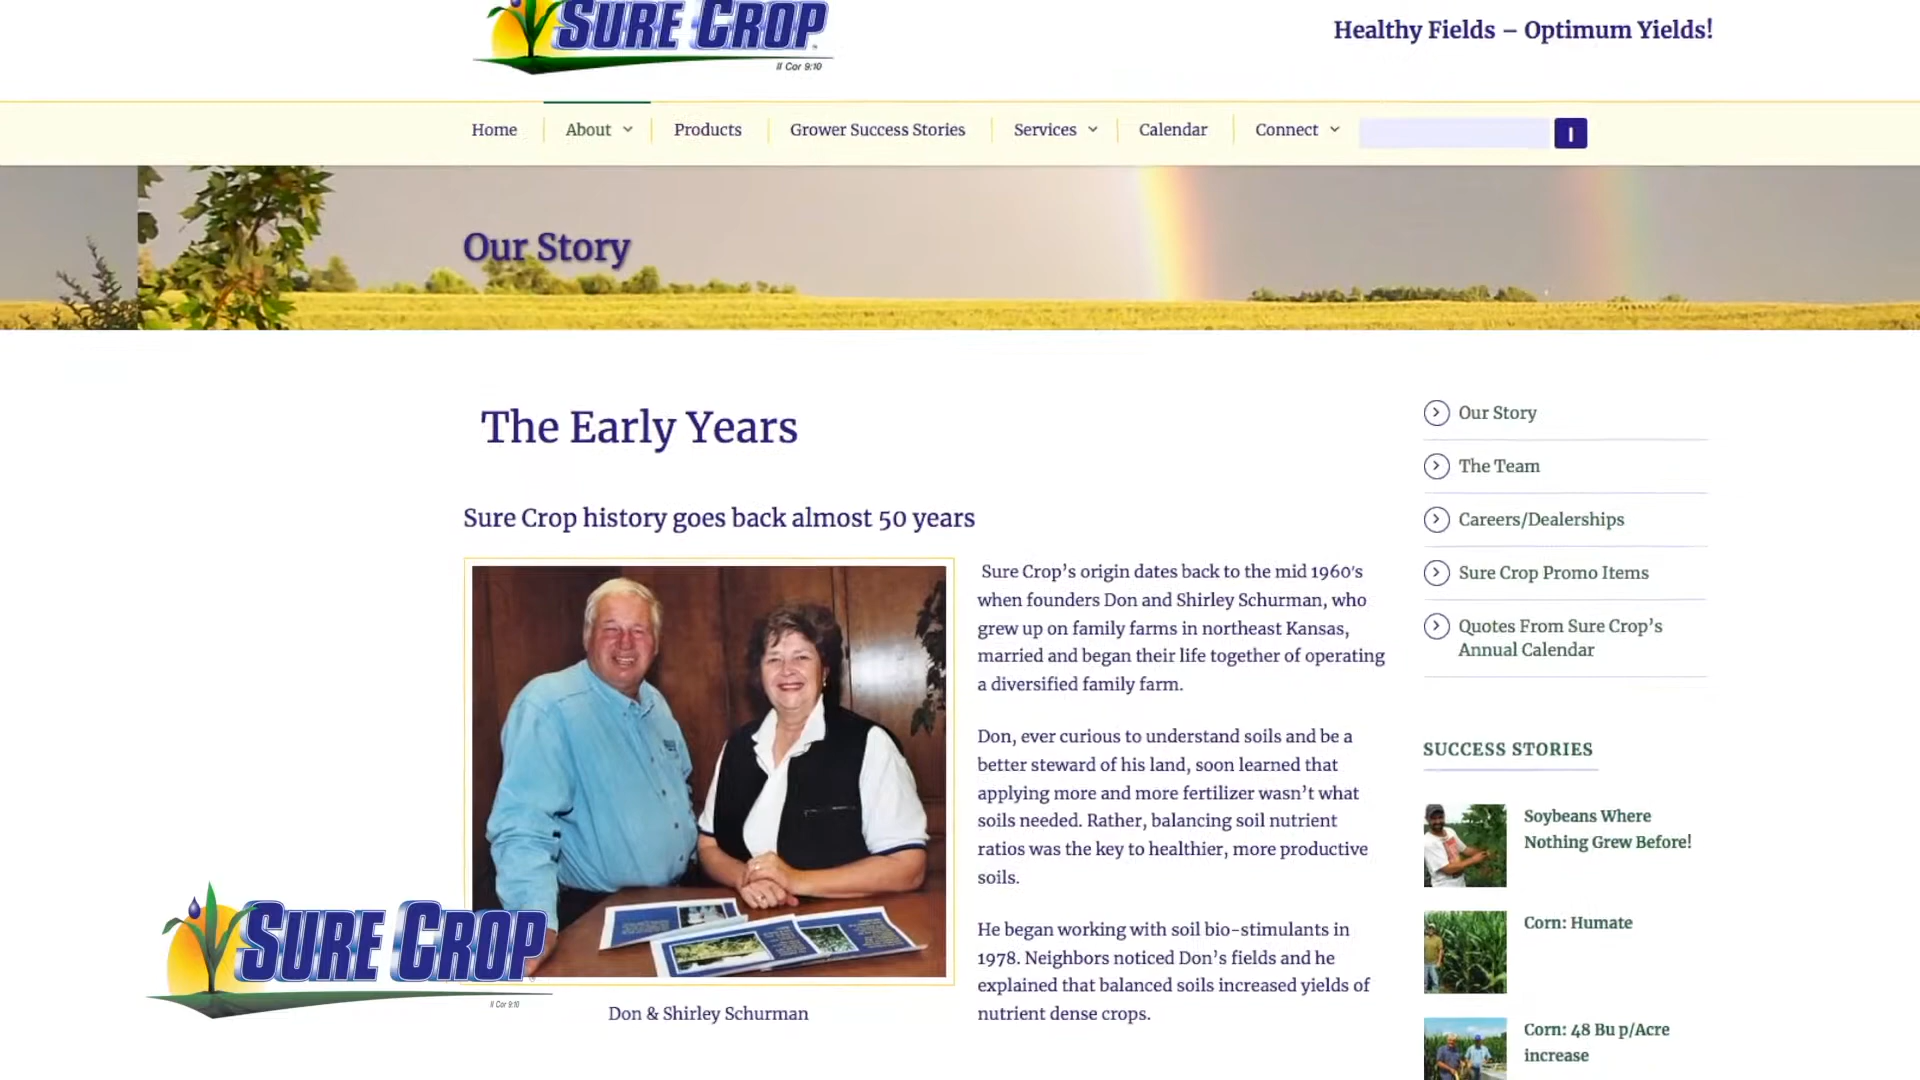 SURE CROP
II Cor 9:10
Healthy Fields – Optimum Yields!
Home
About
Products
Grower Success Stories
Services
Calendar
Connect
I
Our Story
The Early Years
Sure Crop history goes back almost 50 years
Sure Crop’s origin dates back to the mid 1960's
when founders Don and Shirley Schurman, who
grew up on family farms in northeast Kansas,
married and began their life together of operating
a diversified family farm.
Don, ever curious to understand soils and be a
better steward of his land, soon learned that
applying more and more fertilizer wasn’t what
soils needed. Rather, balancing soil nutrient
ratios was the key to healthier, more productive
soils.
He began working with soil bio-stimulants in
1978. Neighbors noticed Don’s fields and he
explained that balanced soils increased yields of
nutrient dense crops.
Don & Shirley Schurman
SURE CROP
II Cor 9:10
Our Story
The Team
Careers/Dealerships
Sure Crop Promo Items
Quotes From Sure Crop’s
Annual Calendar
SUCCESS STORIES
Soybeans Where
Nothing Grew Before!
Corn: Humate
Corn: 48 Bu p/Acre
increase